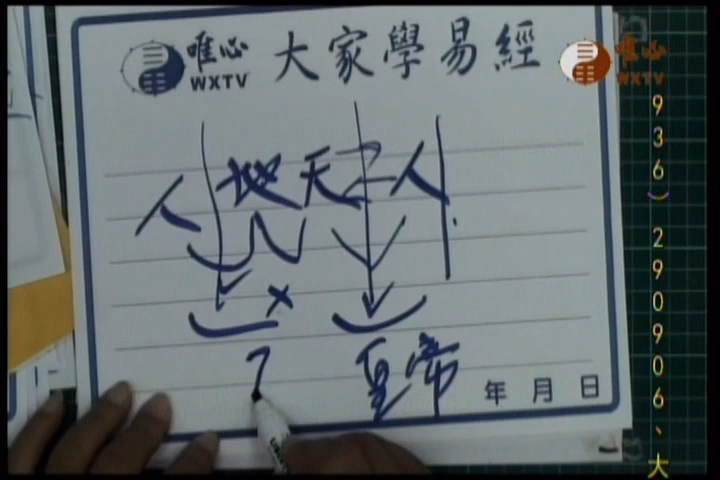 唯心 大家學易經 唯心
WXTV WXTV
人地天人
皇帝
年 月 日
936）290906、大